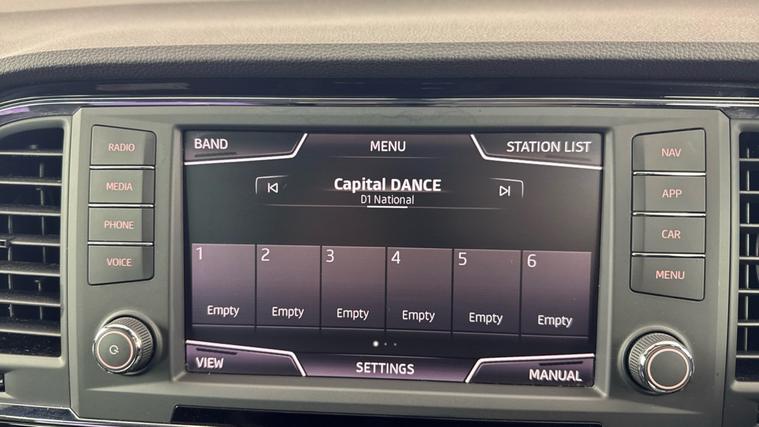 RADIO
MEDIA
PHONE
VOICE
BAND
MENU
STATION LIST
Capital DANCE
D1 National
1 2 3 4 5 6
Empty Empty Empty Empty Empty Empty
VIEW
SETTINGS
MANUAL
NAV
APP
CAR
MENU